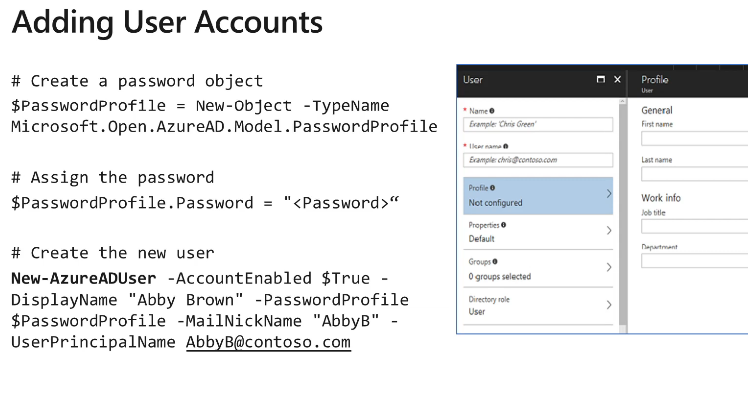 Adding User Accounts
# Create a password object
$PasswordProfile = New-Object -TypeName
Microsoft.Open.AzureAD.Model.PasswordProfile
# Assign the password
$PasswordProfile.Password = "<Password>“
# Create the new user
New-AzureADUser -AccountEnabled $True -
DisplayName "Abby Brown" -PasswordProfile
$PasswordProfile -MailNickName "AbbyB" -
UserPrincipalName AbbyB@contoso.com
User
* Name
Example: 'Chris Green'
* User name
Example: chris@contoso.com
Profile
Not configured
Properties
Default
Groups
0 groups selected
Directory role
User
Profile
User
General
First name
Last name
Work info
Job title
Department